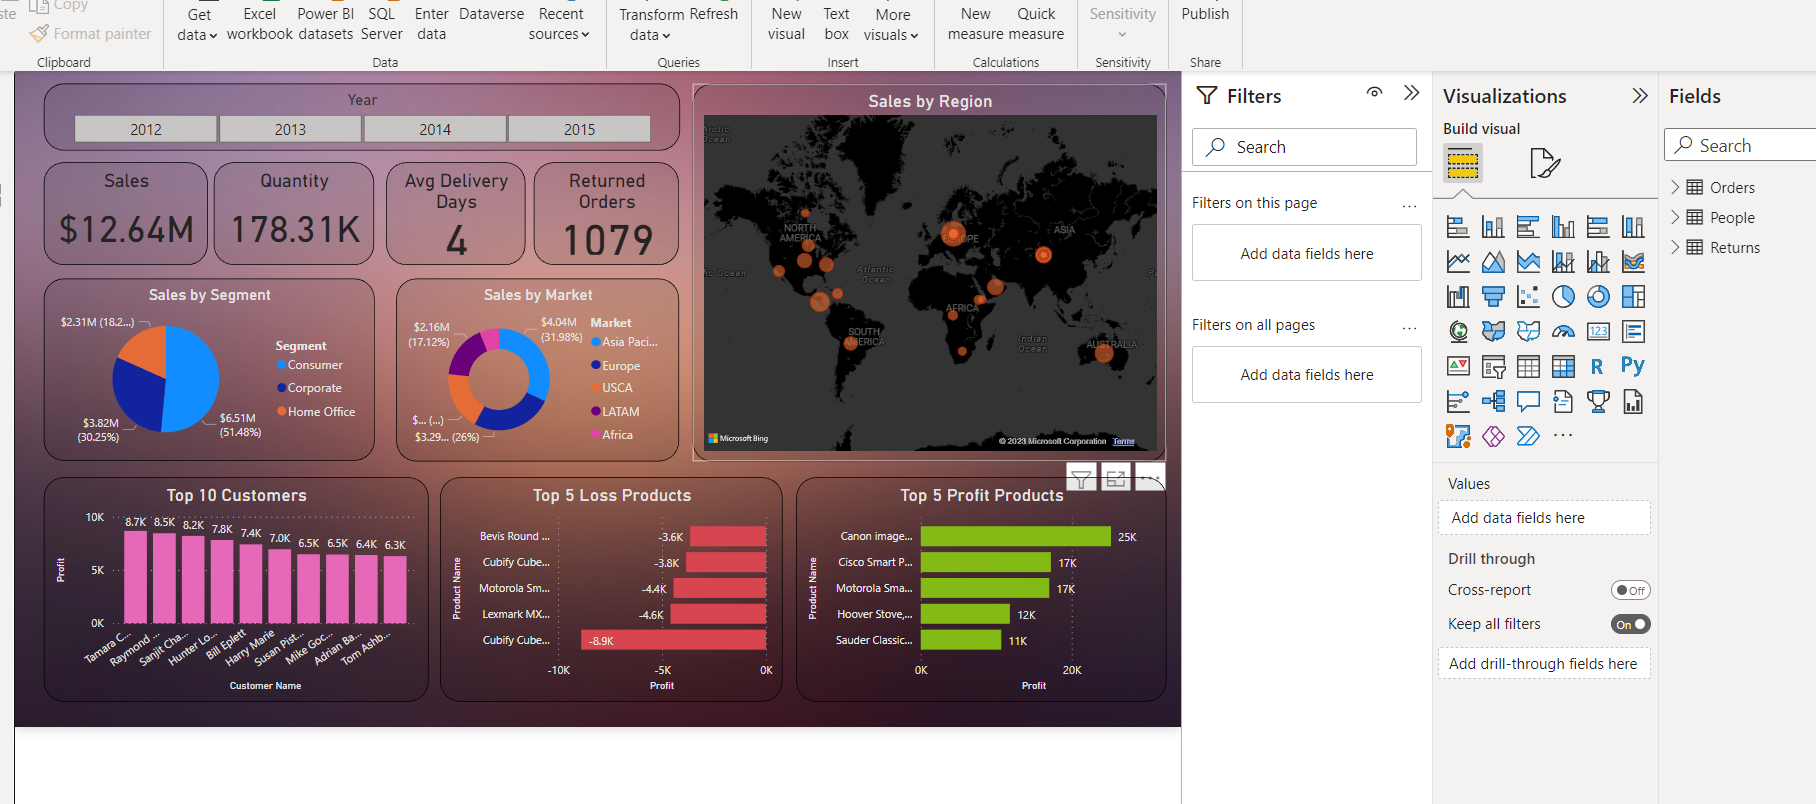 Copy
Format painter
Clipboard
Get data
Excel workbook
Power BI datasets
SQL Server
Enter data
Dataverse
Recent sources
Data
Transform data
Refresh
Queries
New visual
Text box
More visuals
Insert
New measure
Quick measure
Calculations
Sensitivity
Sensitivity
Publish
Share
Year
2012
2013
2014
2015
Sales
$12.64M
Quantity
178.31K
Avg Delivery
Days
4
Returned
Orders
1079
Sales by Segment
$2.31M (18.2...)
$3.82M
(30.25%)
$6.51M
(51.48%)
Segment
Consumer
Corporate
Home Office
Sales by Market
$2.16M
(17.12%)
$4.04M
(31.98%)
$... (...)
$3.29... (26%)
Market
Asia Paci...
Europe
USCA
LATAM
Africa
Sales by Region
Arctic
Ocean
NORTH
AMERICA
ic Ocean
Atlantic
Ocean
OPE
ASIA
AFRICA
SOUTH
AMERICA
Indian
Ocean
AUSTRALIA
Microsoft Bing
© 2023 Microsoft Corporation Terms
Top 10 Customers
Profit
10K
5K
0K
8.7K
8.5K
8.2K
7.8K
7.4K
7.0K
6.5K
6.5K
6.4K
6.3K
Tamara C...
Raymond ...
Sanjit Cha...
Hunter Lo...
Bill Eplett
Harry Marie
Susan Pist...
Mike Goc...
Adrian Ba...
Tom Ashb...
Customer Name
Top 5 Loss Products
Product Name
Bevis Round ...
-3.6K
Cubify Cube...
-3.8K
Motorola Sm...
-4.4K
Lexmark MX...
-4.6K
Cubify Cube...
-8.9K
-10K
-5K
0K
Profit
Top 5 Profit Products
Product Name
Canon image...
25K
Cisco Smart P...
17K
Motorola Sma...
17K
Hoover Stove,...
12K
Sauder Classic...
11K
0K
20K
Profit
Filters
Search
Filters on this page
...
Add data fields here
Filters on all pages
...
Add data fields here
Visualizations
Build visual
123
R
Py
...
Values
Add data fields here
Drill through
Cross-report
Off
Keep all filters
On
Add drill-through fields here
Fields
Search
Orders
People
Returns